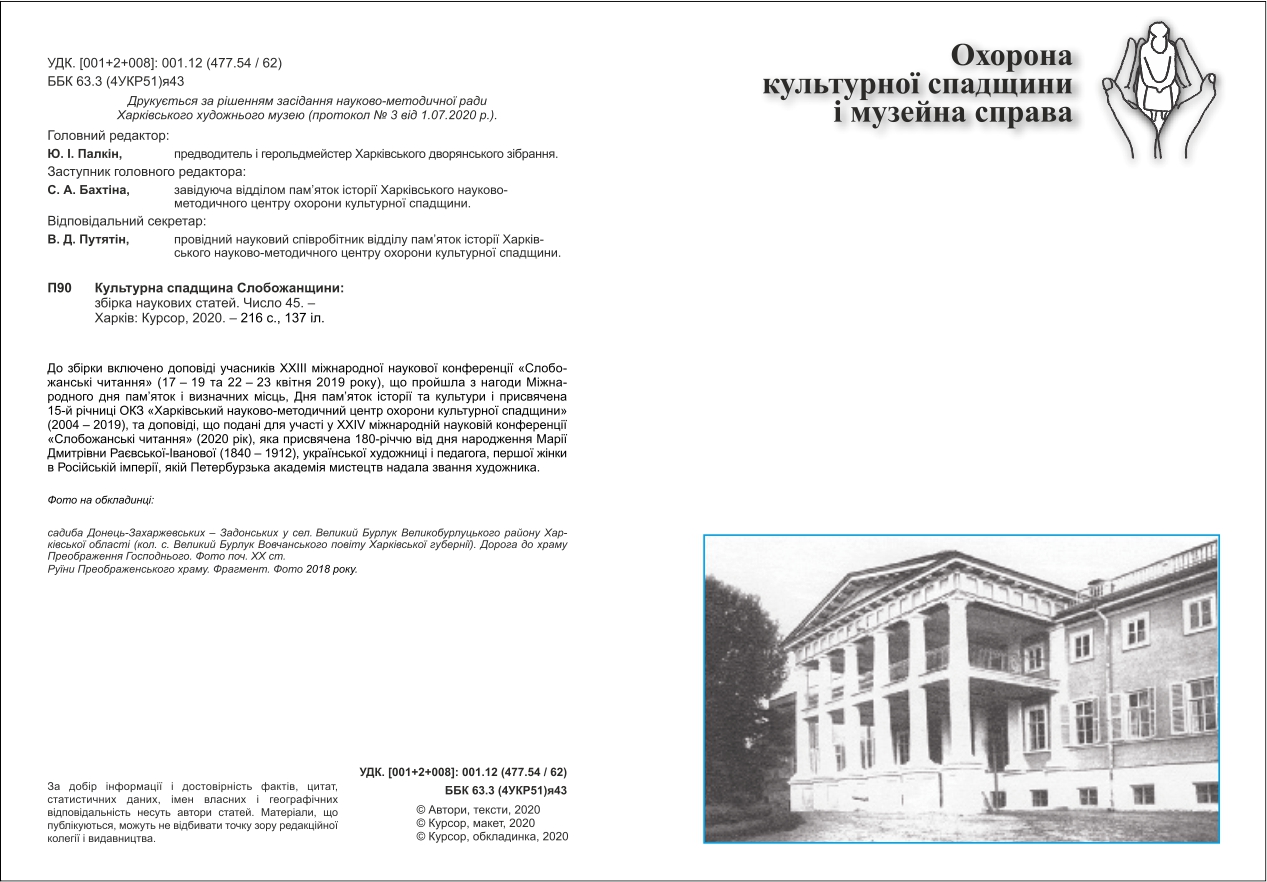 УДК. [001+2+008]: 001.12 (477.54 / 62)
ББК 63.3 (4УКР51)я43
Друкується за рішенням засідання науково-методичної ради
Харківського художнього музею (протокол № 3 від 1.07.2020 р.).
Головний редактор:
Ю. І. Палкін, предводитель і герольдмейстер Харківського дворянського зібрання.
Заступник головного редактора:
С. А. Бахтіна, завідуюча відділом пам’яток історії Харківського науково-
методичного центру охорони культурної спадщини.
Відповідальний секретар:
В. Д. Путятін, провідний науковий співробітник відділу пам’яток історії Харків-
ського науково-методичного центру охорони культурної спадщини.
П90 Культурна спадщина Слобожанщини:
збірка наукових статей. Число 45. –
Харків: Курсор, 2020. – 216 с., 137 іл.
До збірки включено доповіді учасників XXIII міжнародної наукової конференції «Слобо-
жанські читання» (17 – 19 та 22 – 23 квітня 2019 року), що пройшла з нагоди Міжна-
родного дня пам’яток і визначних місць, Дня пам’яток історії та культури і присвячена
15-й річниці ОКЗ «Харківський науково-методичний центр охорони культурної спадщини»
(2004 – 2019), та доповіді, що подані для участі у XXIV міжнародній науковій конференції
«Слобожанські читання» (2020 рік), яка присвячена 180-річчю від дня народження Марії
Дмитрівни Раєвської-Іванової (1840 – 1912), української художниці і педагога, першої жінки
в Російській імперії, якій Петербурзька академія мистецтв надала звання художника.
Фото на обкладинці:
садиба Донець-Захаржевських – Задонських у сел. Великий Бурлук Великобурлуцького району Хар-
ківської області (кол. с. Великий Бурлук Вовчанського повіту Харківської губернії). Дорога до храму
Преображення Господнього. Фото поч. XX ст.
Руїни Преображенського храму. Фрагмент. Фото 2018 року.
За добір інформації і достовірність фактів, цитат,
статистичних даних, імен власних і географічних
відповідальність несуть автори статей. Матеріали, що
публікуються, можуть не відбивати точку зору редакційної
колегії і видавництва.
УДК. [001+2+008]: 001.12 (477.54 / 62)
ББК 63.3 (4УКР51)я43
© Автори, тексти, 2020
© Курсор, макет, 2020
© Курсор, обкладинка, 2020
Охорона
культурної спадщини
і музейна справа